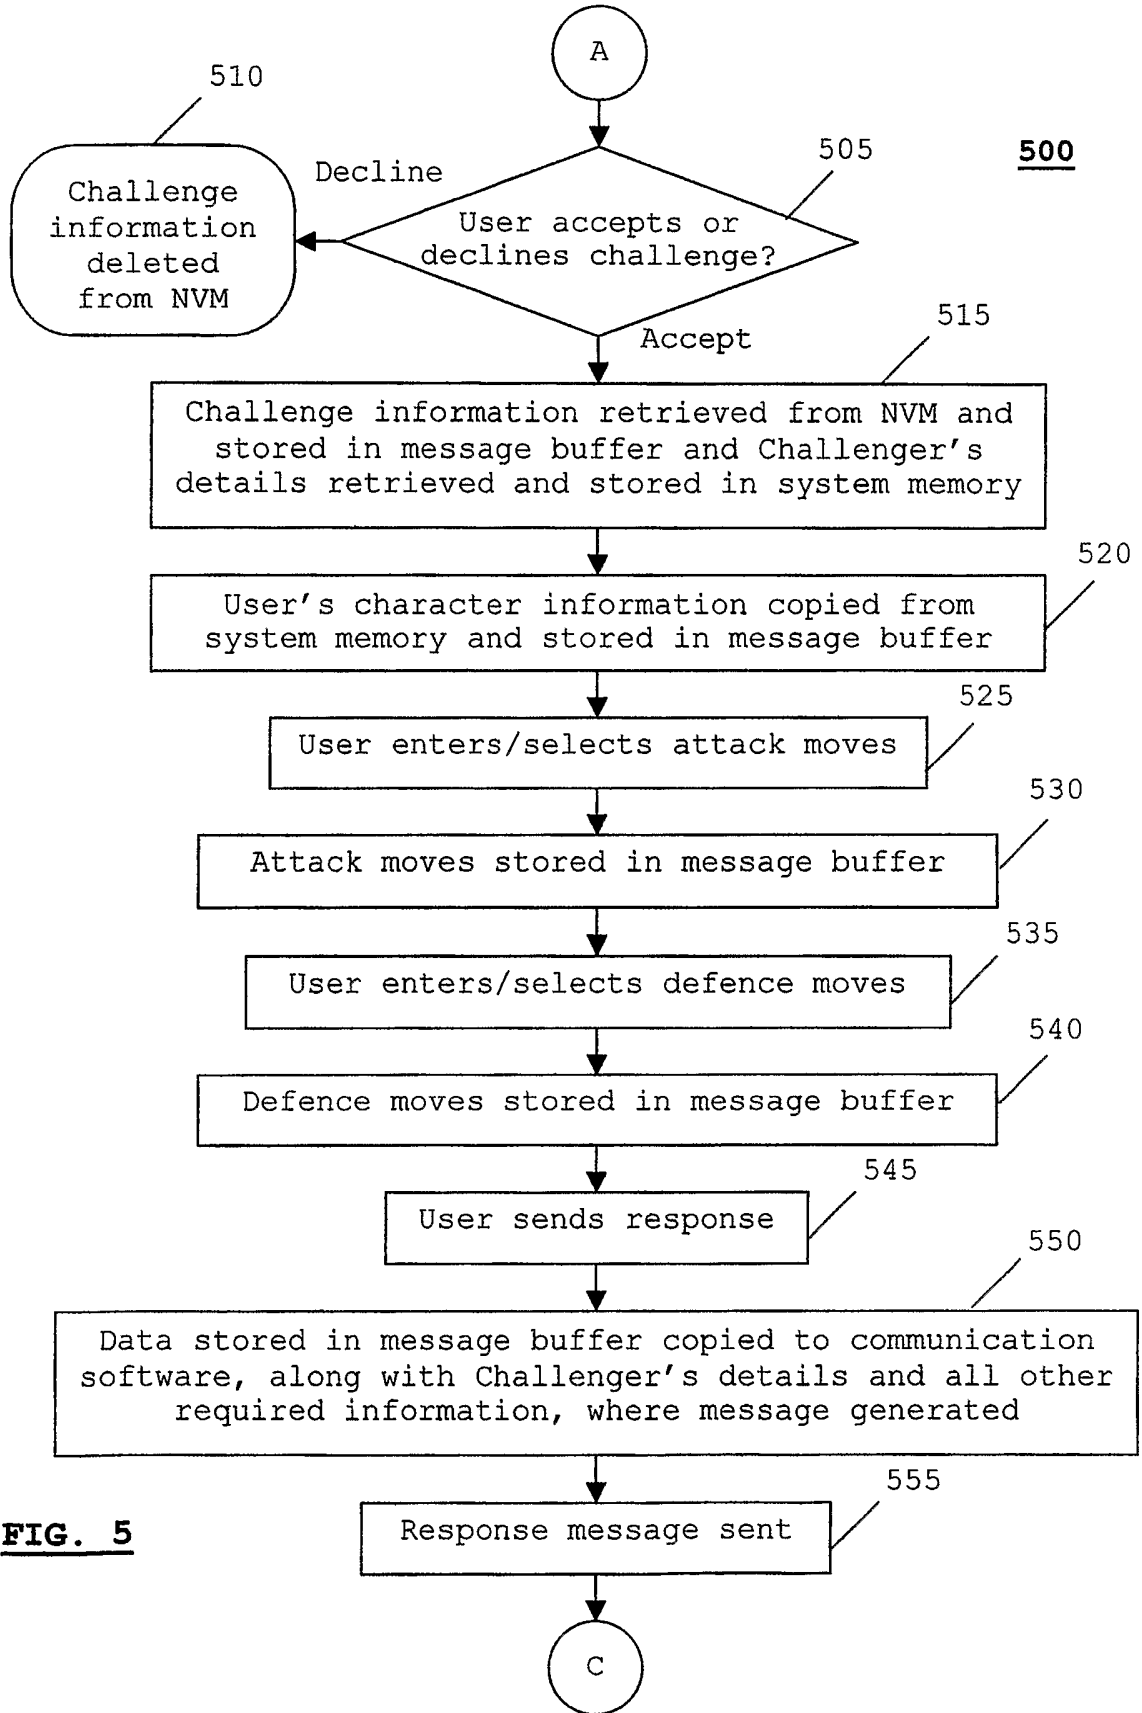 A
510
505
500
Decline
Challenge
information
deleted
from NVM
User accepts or
declines challenge?
Accept
515
Challenge information retrieved from NVM and
stored in message buffer and Challenger's
details retrieved and stored in system memory
520
User's character information copied from
system memory and stored in message buffer
525
User enters/selects attack moves
530
Attack moves stored in message buffer
535
User enters/selects defence moves
540
Defence moves stored in message buffer
545
User sends response
550
Data stored in message buffer copied to communication
software, along with Challenger's details and all other
required information, where message generated
555
Response message sent
FIG. 5
C